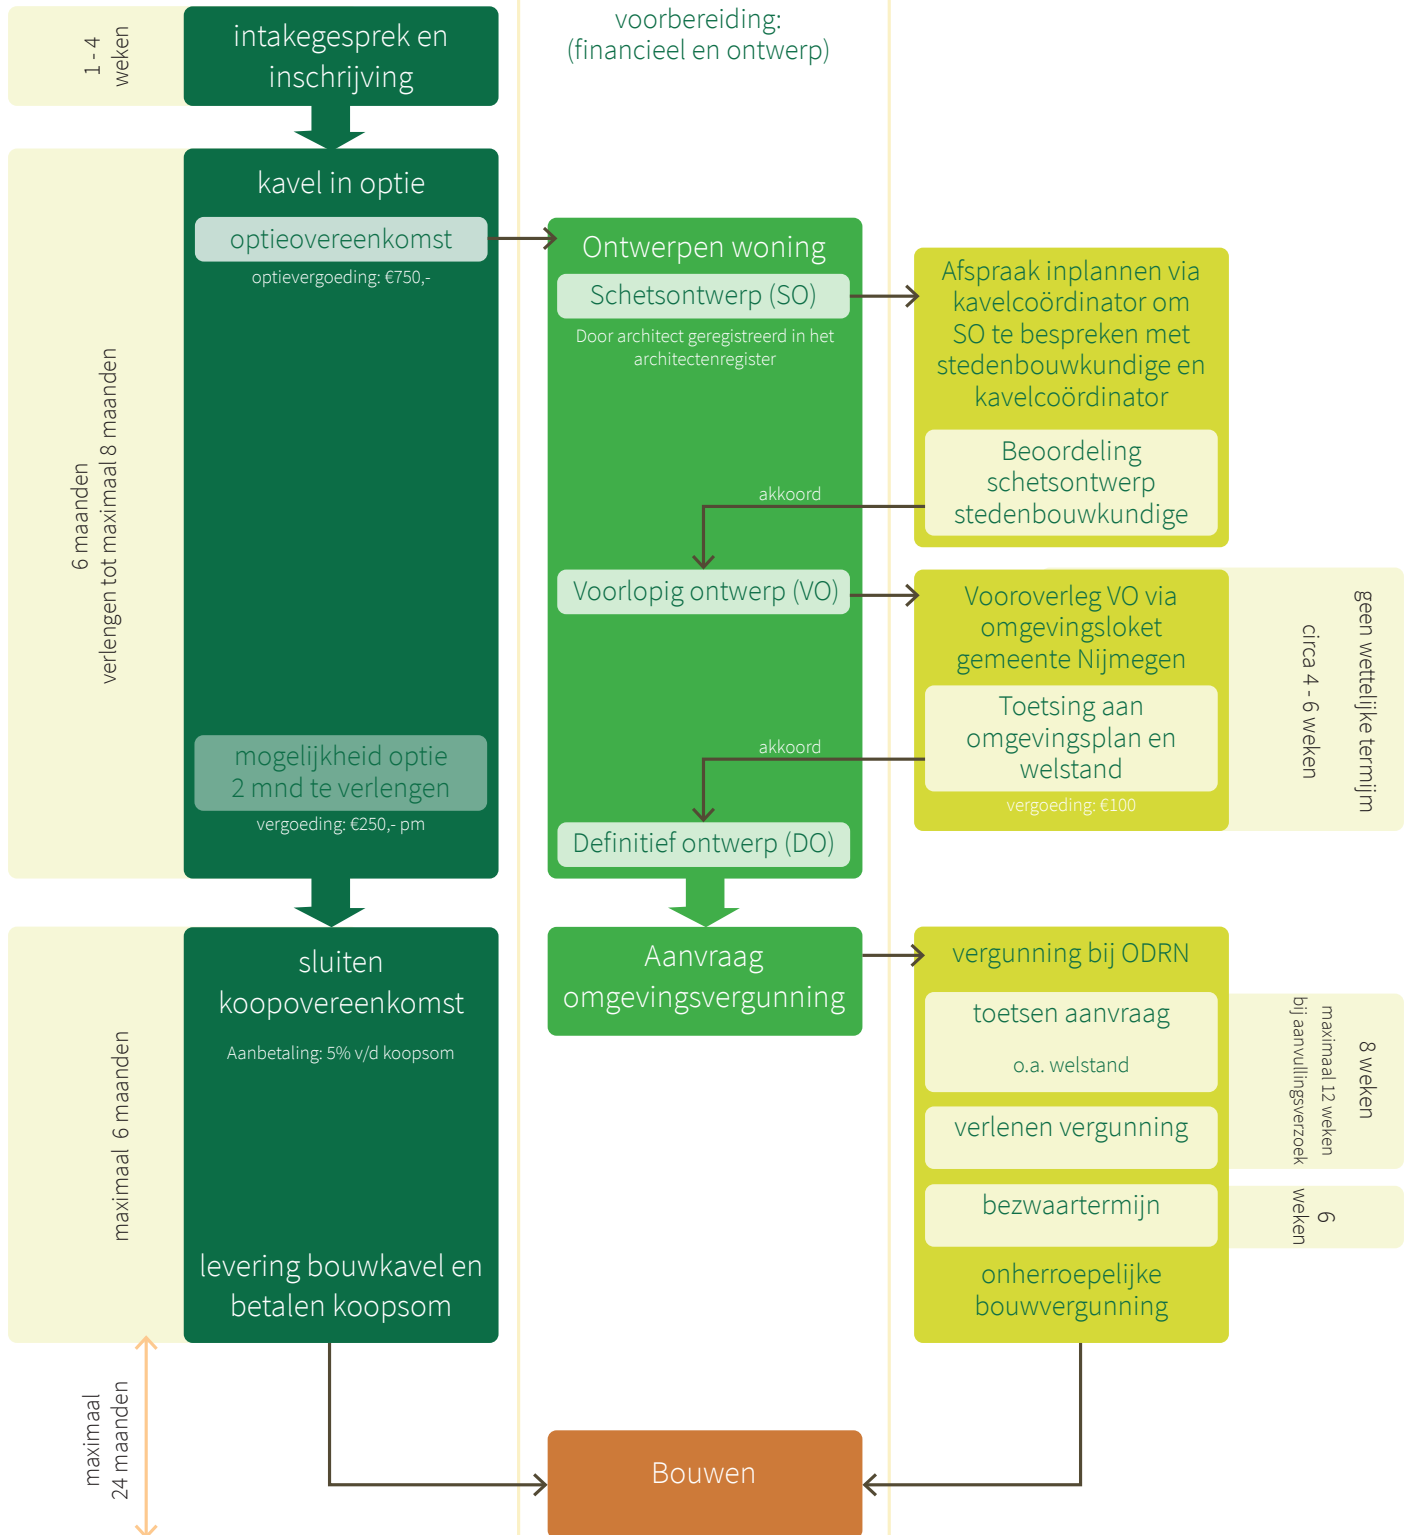 1 - 4
weken
intakegesprek en
inschrijving
voorbereiding:
(financieel en ontwerp)
6 maanden
verlengen tot maximaal 8 maanden
kavel in optie
optieovereenkomst
optievergoeding: €750,-
mogelijkheid optie
2 mnd te verlengen
vergoeding: €250,- pm
Ontwerpen woning
Schetsontwerp (SO)
Door architect geregistreerd in het
architectenregister
akkoord
Voorlopig ontwerp (VO)
akkoord
Definitief ontwerp (DO)
Afspraak inplannen via
kavelcoördinator om
SO te bespreken met
stedenbouwkundige en
kavelcoördinator
Beoordeling
schetsontwerp
stedenbouwkundige
Vooroverleg VO via
omgevingsloket
gemeente Nijmegen
Toetsing aan
omgevingsplan en
welstand
vergoeding: €100
geen wettelijke termijm
circa 4 - 6 weken
maximaal 6 maanden
sluiten
koopovereenkomst
Aanbetaling: 5% v/d koopsom
levering bouwkavel en
betalen koopsom
Aanvraag
omgevingsvergunning
vergunning bij ODRN
toetsen aanvraag
o.a. welstand
verlenen vergunning
bezwaartermijn
onherroepelijke
bouwvergunning
8 weken
maximaal 12 weken
bij aanvullingsverzoek
6
weken
maximaal
24 maanden
Bouwen